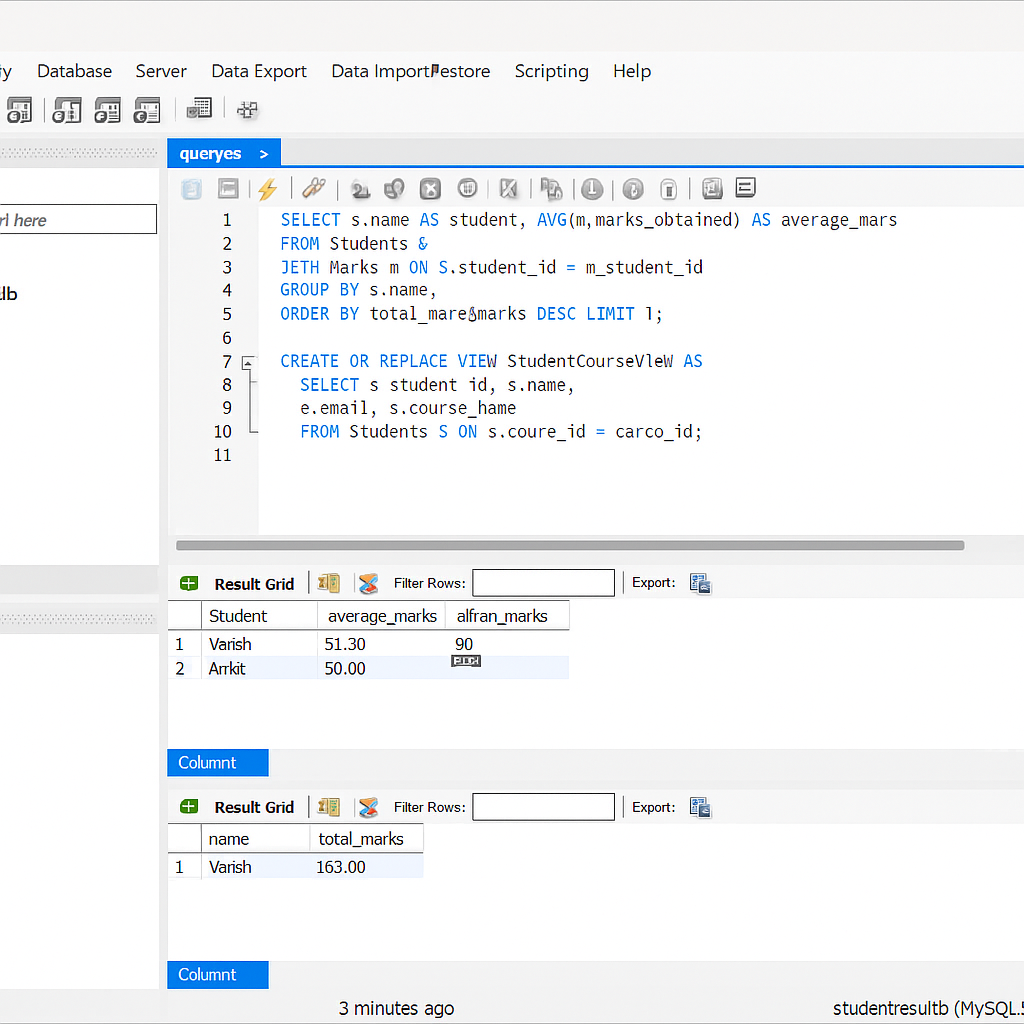 y Database Server Data Export Data Import Restore Scripting Help
queryes >
rl here
lb
1 SELECT s.name AS student, AVG(m,marks_obtained) AS average_mars
2 FROM Students &
3 JETH Marks m ON S.student_id = m_student_id
4 GROUP BY s.name,
5 ORDER BY total_mare&marks DESC LIMIT 1;
6
7 CREATE OR REPLACE VIEW StudentCourseVleW AS
8 SELECT s student id, s.name,
9 e.email, s.course_hame
10 FROM Students S ON s.coure_id = carco_id;
11
Result Grid Filter Rows: Export:
Student average_marks alfran_marks
1 Varish 51.30 90
2 Arrkit 50.00
Columnt
Result Grid Filter Rows: Export:
name total_marks
1 Varish 163.00
Columnt
3 minutes ago studentresultb (MySQL.5